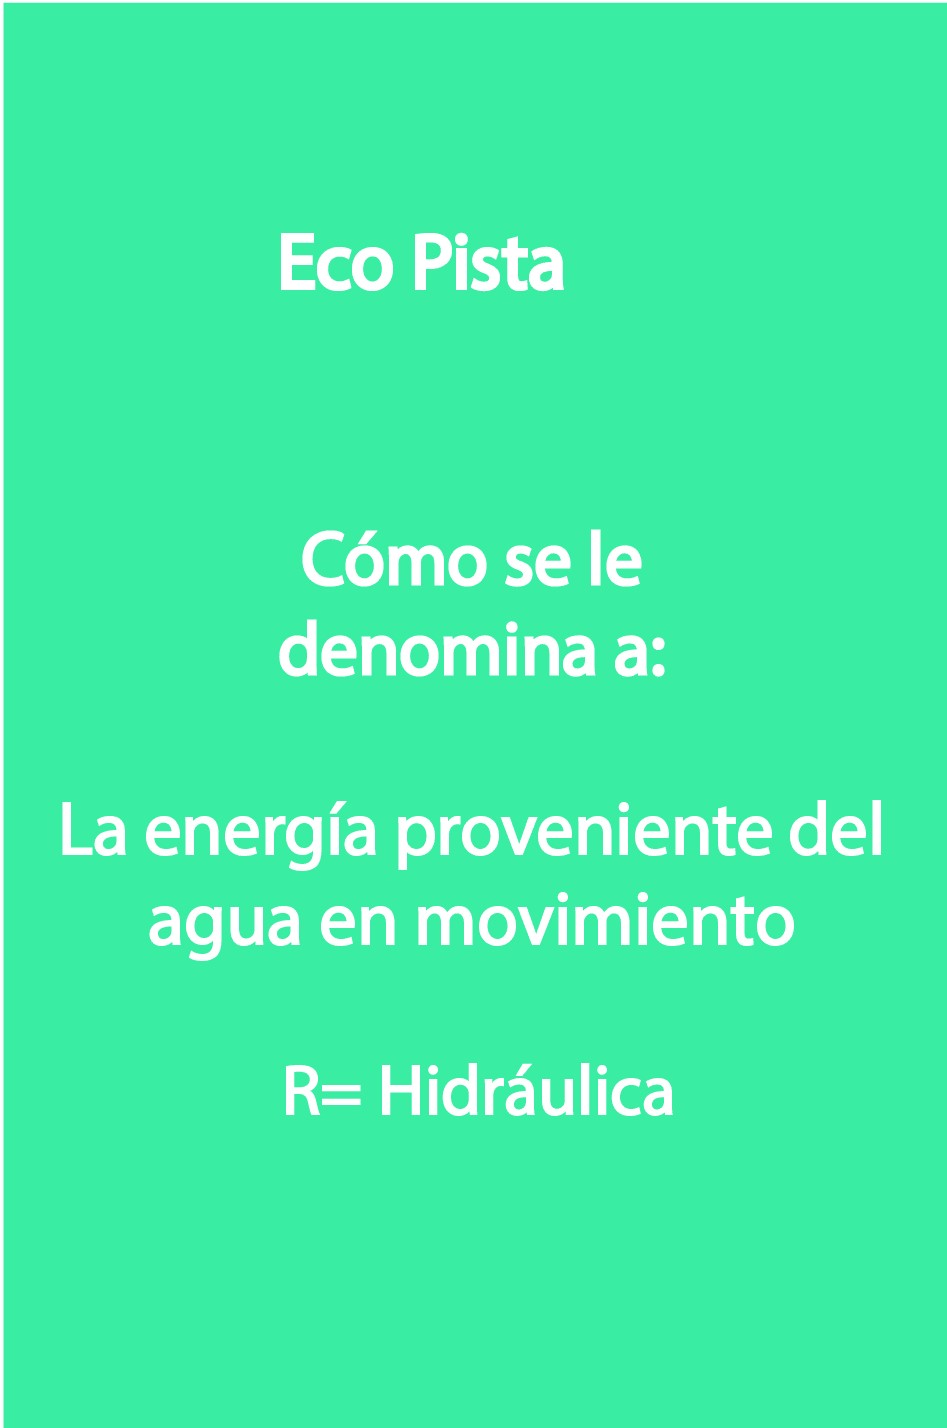 Eco Pista
Cómo se le
denomina a:
La energía proveniente del
agua en movimiento
R= Hidráulica